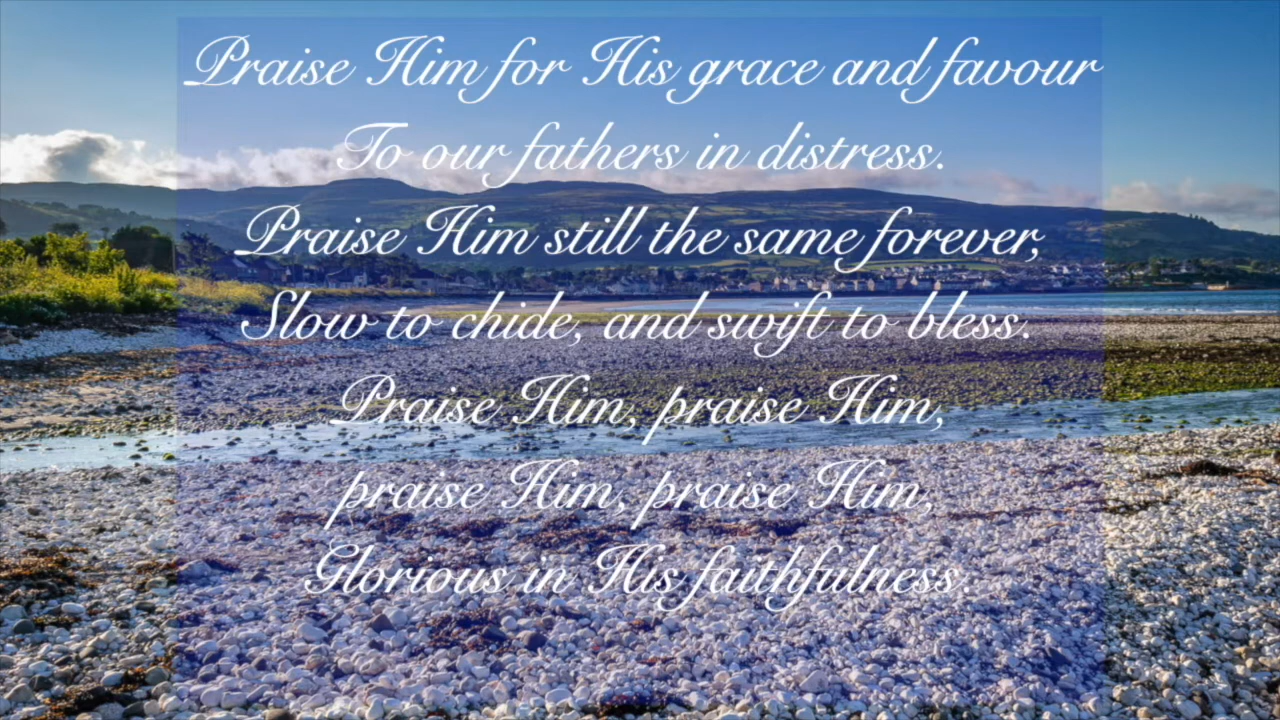 Praise Him for His grace and favour
To our fathers in distress.
Praise Him still the same forever,
Slow to chide, and swift to bless.
Praise Him, praise Him,
praise Him, praise Him,
Glorious in His faithfulness